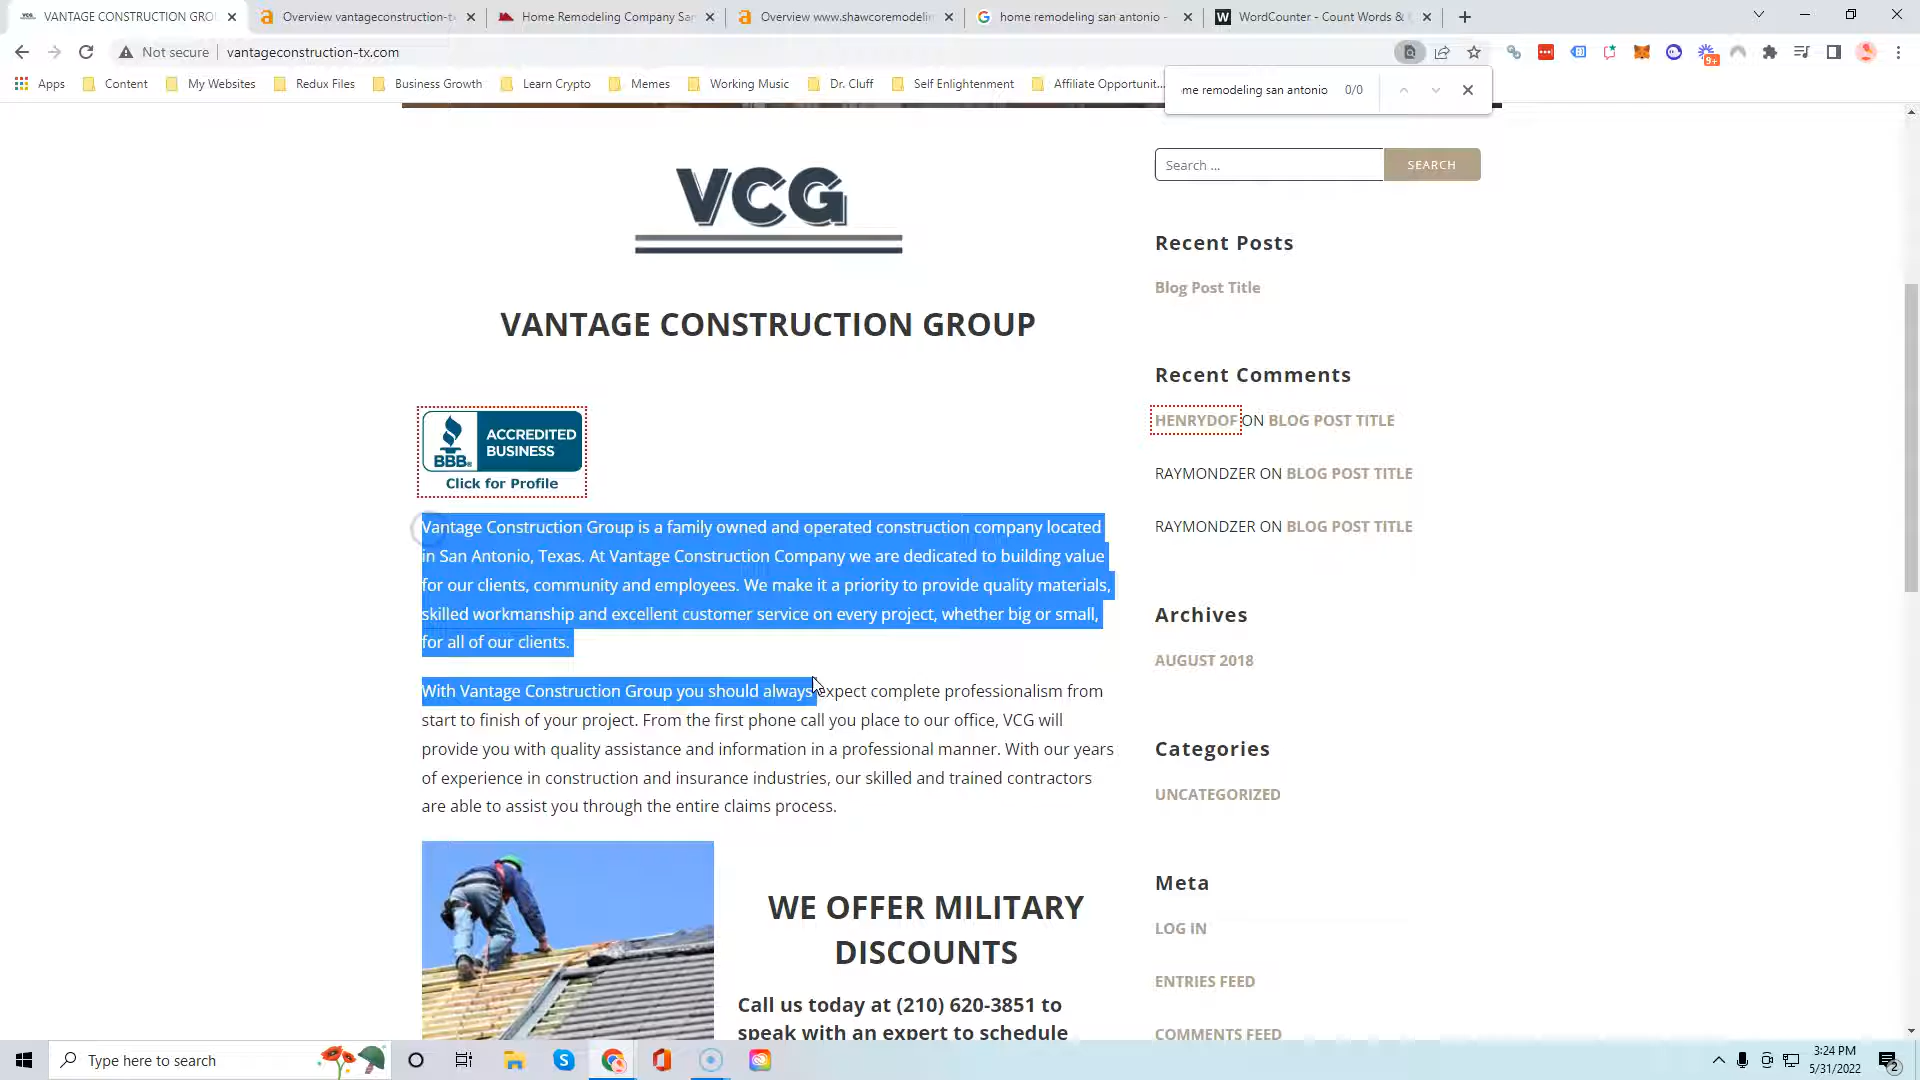 VANTAGE CONSTRUCTION GRO
Overview vantageconstruction-t
Home Remodeling Company Sar
Overview www.shawcoremodelin
home remodeling san antonio -
WordCounter - Count Words &
Not secure
vantageconstruction-tx.com
9+
Apps
Content
My Websites
Redux Files
Business Growth
Learn Crypto
Memes
Working Music
Dr. Cluff
Self Enlightenment
Affiliate Opportunit...
me remodeling san antonio 0/0
VCG
VANTAGE CONSTRUCTION GROUP
BBB
ACCREDITED
BUSINESS
Click for Profile
Vantage Construction Group is a family owned and operated construction company located
in San Antonio, Texas. At Vantage Construction Company we are dedicated to building value
for our clients, community and employees. We make it a priority to provide quality materials,
skilled workmanship and excellent customer service on every project, whether big or small,
for all of our clients.
With Vantage Construction Group you should always expect complete professionalism from
start to finish of your project. From the first phone call you place to our office, VCG will
provide you with quality assistance and information in a professional manner. With our years
of experience in construction and insurance industries, our skilled and trained contractors
are able to assist you through the entire claims process.
WE OFFER MILITARY
DISCOUNTS
Call us today at (210) 620-3851 to
speak with an expert to schedule
Search ...
SEARCH
Recent Posts
Blog Post Title
Recent Comments
HENRYDOF ON BLOG POST TITLE
RAYMONDZER ON BLOG POST TITLE
RAYMONDZER ON BLOG POST TITLE
Archives
AUGUST 2018
Categories
UNCATEGORIZED
Meta
LOG IN
ENTRIES FEED
COMMENTS FEED
Type here to search
3:24 PM
5/31/2022
2